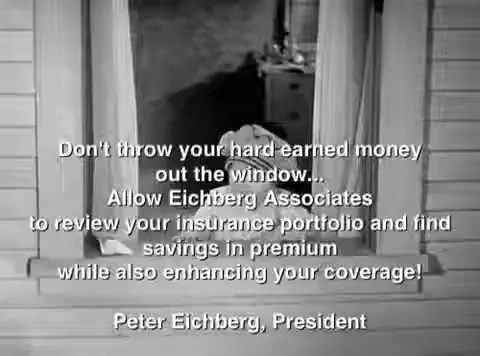 Don't throw your hard earned money
out the window...
Allow Eichberg Associates
to review your insurance portfolio and find
savings in premium
while also enhancing your coverage!
Peter Eichberg, President